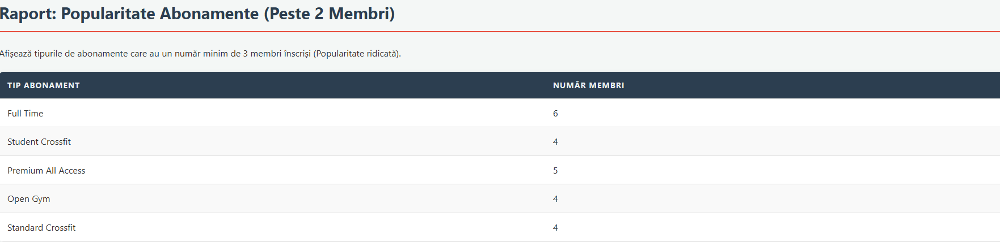 Raport: Popularitate Abonamente (Peste 2 Membri)
Afișează tipurile de abonamente care au un număr minim de 3 membri înscriși (Popularitate ridicată).
TIP ABONAMENT NUMĂR MEMBRI
Full Time 6
Student Crossfit 4
Premium All Access 5
Open Gym 4
Standard Crossfit 4